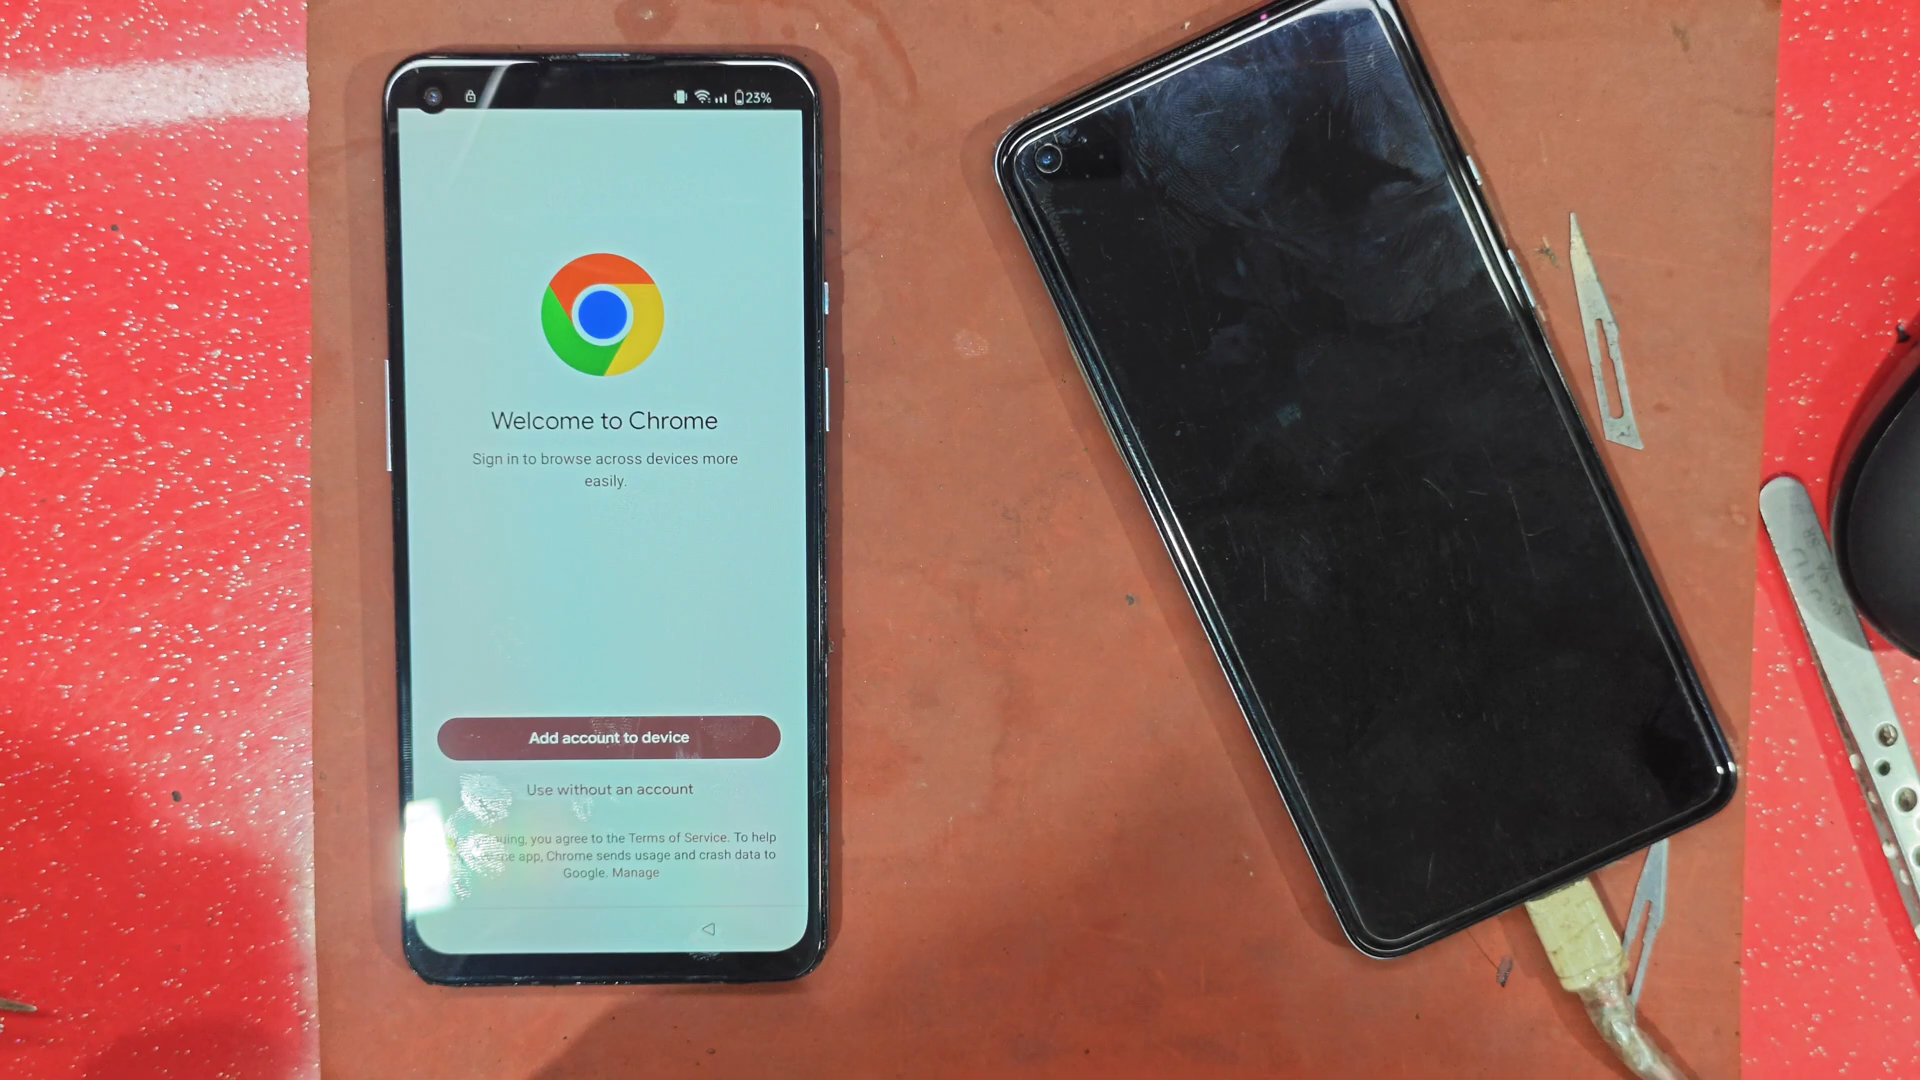 23%
Welcome to Chrome
Sign in to browse across devices more
easily.
Add account to device
Use without an account
you agree to the Terms of Service. To help
app, Chrome sends usage and crash data to
Google. Manage